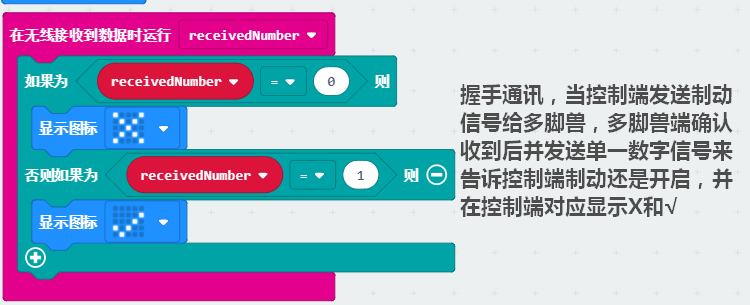 在无线接收到数据时运行 receivedNumber
如果为 receivedNumber = 0 则
显示图标
否则如果为 receivedNumber = 1 则
显示图标
握手通讯，当控制端发送制动
信号给多脚兽，多脚兽端确认
收到后并发送单一数字信号来
告诉控制端制动还是开启，并
在控制端对应显示X和√